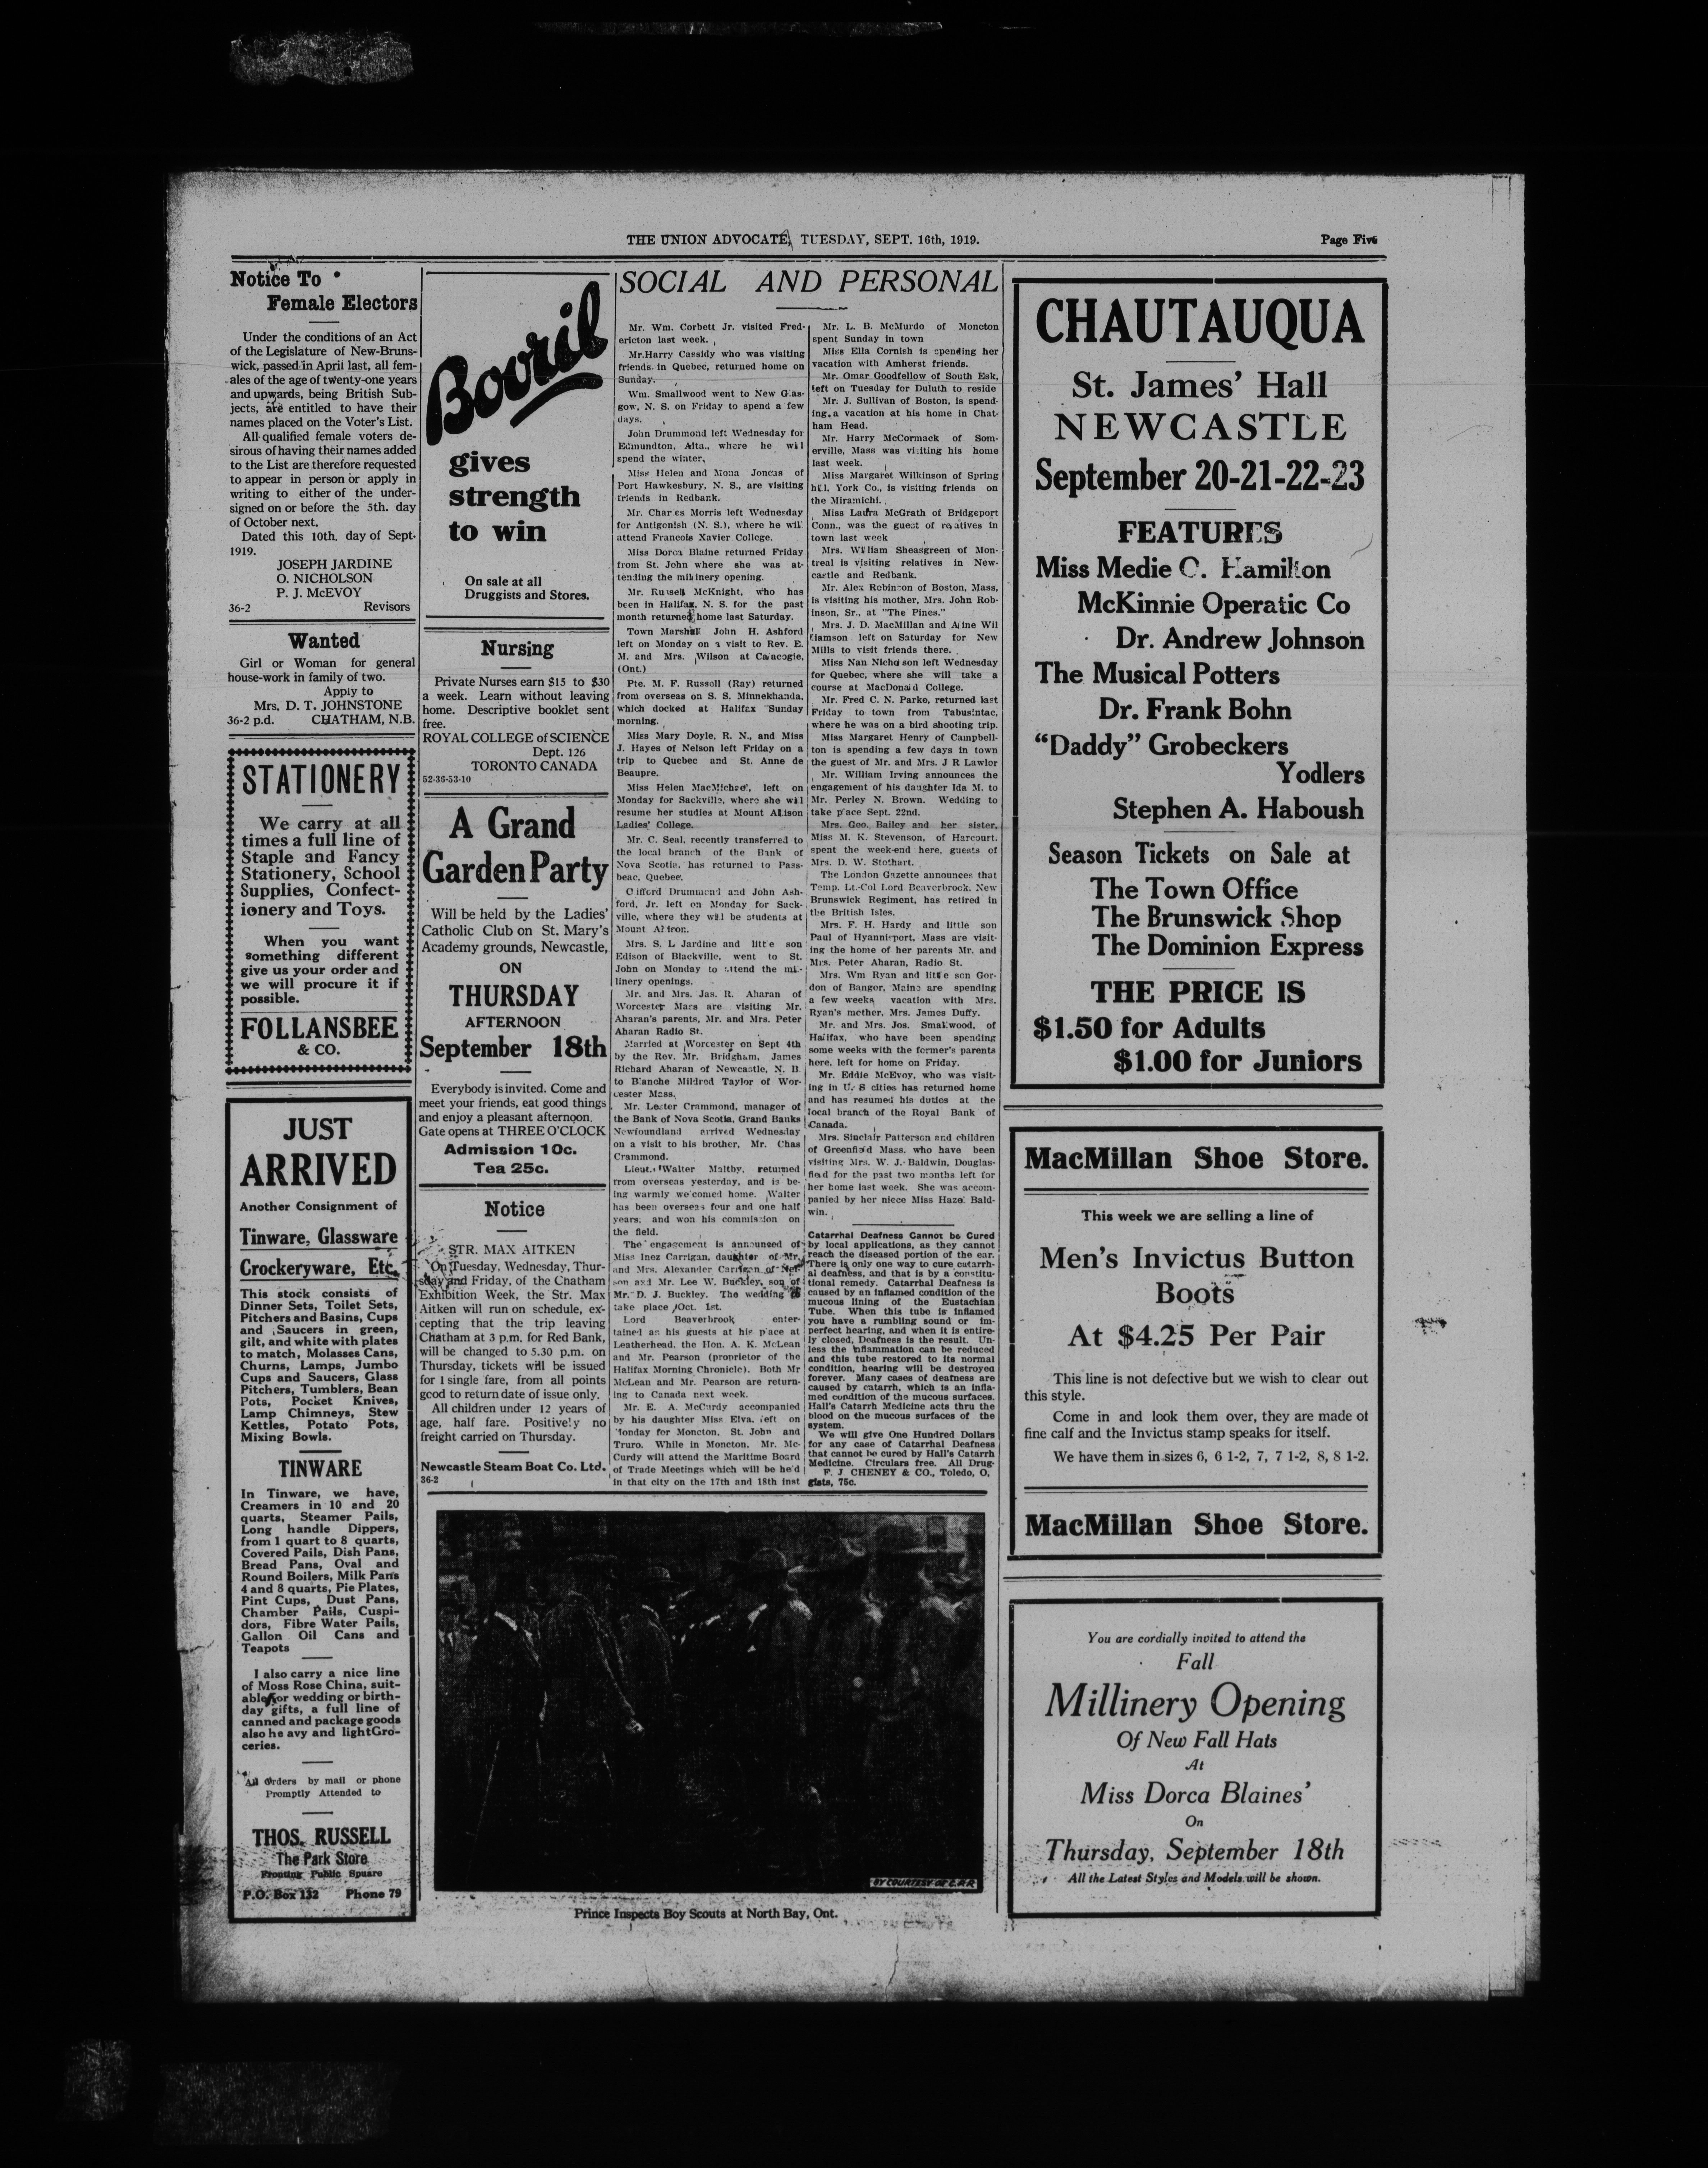 THE UNION ADVOCATE, TUESDAY, SEPT. 16th, 1919.
Page Five
Notice To
Female Electors
Under the conditions of an Act
of the Legislature of New-Bruns-
wick, passed in April last, all fem-
ales of the age of twenty-one years
and upwards, being British Sub-
jects, are entitled to have their
names placed on the Voter's List.
All qualified female voters de-
sirous of having their names added
to the List are therefore requested
to appear in person or apply in
writing to either of the under-
signed on or before the 5th. day
of October next.
Dated this 10th. day of Sept.
1919.
JOSEPH JARDINE
O. NICHOLSON
P. J. McEVOY
36-2 Revisors
Wanted
Girl or Woman for general
house-work in family of two.
Apply to
Mrs. D. T. JOHNSTONE
36-2 p.d. CHATHAM, N.B.
STATIONERY
We carry at all
times a full line of
Staple and Fancy
Stationery, School
Supplies, Confect-
ionery and Toys.
When you want
something different
give us your order and
we will procure it if
possible.
FOLLANSBEE
& CO.
JUST
ARRIVED
Another Consignment of
Tinware, Glassware
Crockeryware, Etc.
This stock consists of
Dinner Sets, Toilet Sets,
Pitchers and Basins, Cups
and Saucers in green,
gilt, and white with plates
to match, Molasses Cans,
Churns, Lamps, Jumbo
Cups and Saucers, Glass
Pitchers, Tumblers, Bean
Pots, Pocket Knives,
Lamp Chimneys, Stew
Kettles, Potato Pots,
Mixing Bowls.
TINWARE
In Tinware, we have,
Creamers in 10 and 20
quarts, Steamer Pails,
Long handle Dippers,
from 1 quart to 8 quarts,
Covered Pails, Dish Pans,
Bread Pans, Oval and
Round Boilers, Milk Pans
4 and 8 quarts, Pie Plates,
Pint Cups, Dust Pans,
Chamber Pails, Cuspi-
dors, Fibre Water Pails,
Gallon Oil Cans and
Teapots
I also carry a nice line
of Moss Rose China, suit-
able for wedding or birth-
day gifts, a full line of
canned and package goods
also he avy and lightGro-
ceries.
All Orders by mail or phone
Promptly Attended to
THOS. RUSSELL
The Park Store
Fronting Public Square
P.O. Box 132 Phone 79
Bovril
gives
strength
to win
On sale at all
Druggists and Stores.
Nursing
Private Nurses earn $15 to $30
a week. Learn without leaving
home. Descriptive booklet sent
free.
ROYAL COLLEGE of SCIENCE
Dept. 126
TORONTO CANADA
52-36-53-10
A Grand
Garden Party
Will be held by the Ladies'
Catholic Club on St. Mary's
Academy grounds, Newcastle,
ON
THURSDAY
AFTERNOON
September 18th
Everybody is invited. Come and
meet your friends, eat good things
and enjoy a pleasant afternoon.
Gate opens at THREE O'CLOCK
Admission 10c.
Tea 25c.
Notice
STR. MAX AITKEN
On Tuesday, Wednesday, Thur-
sday and Friday, of the Chatham
Exhibition Week, the Str. Max
Aitken will run on schedule, ex-
cepting that the trip leaving
Chatham at 3 p.m. for Red Bank,
will be changed to 5.30 p.m. on
Thursday, tickets will be issued
for 1 single fare, from all points
good to return date of issue only.
All children under 12 years of
age, half fare. Positively no
freight carried on Thursday.
Newcastle Steam Boat Co. Ltd.
36-2
SOCIAL AND PERSONAL
Mr. Wm. Corbett Jr. visited Fred-
ericton last week.
Mr.Harry Cassidy who was visiting
friends in Quebec, returned home on
Sunday.
Wm. Smallwood went to New Glas-
gow, N. S. on Friday to spend a few
days.
John Drummond left Wednesday for
Edmundton, Alta., where he will
spend the winter.
Miss Helen and Mona Joncas of
Port Hawkesbury, N. S., are visiting
friends in Redbank.
Mr. Charles Morris left Wednesday
for Antigonish (N. S.), where he will
attend Francois Xavier College.
Miss Dorca Blaine returned Friday
from St. John where she was at-
tending the millinery opening.
Mr. Russell McKnight, who has
been in Halifax, N. S. for the past
month returned home last Saturday.
Town Marshall John H. Ashford
left on Monday on a visit to Rev. E.
M. and Mrs. Wilson at Calacogie,
(Ont.)
Pte. M. F. Russell (Ray) returned
from overseas on S. S. Minnekhanda,
which docked at Halifax Sunday
morning.
Miss Mary Doyle, R. N., and Miss
J. Hayes of Nelson left Friday on a
trip to Quebec and St. Anne de
Beaupre.
Miss Helen MacMichael, left on
Monday for Sackville, where she will
resume her studies at Mount Allison
Ladies' College.
Mr. C. Seal, recently transferred to
the local branch of the Bank of
Nova Scotia, has returned to Pass-
beac, Quebec.
Clifford Drummond and John Ash-
ford, Jr. left on Monday for Sack-
ville, where they will be students at
Mount Allison.
Mrs. S. L Jardine and little son
Edison of Blackville, went to St.
John on Monday to attend the mil-
linery openings.
Mr. and Mrs. Jas. R. Aharan of
Worcester Mars are visiting Mr.
Aharan's parents, Mr. and Mrs. Peter
Aharan Radio St.
Married at Worcester on Sept 4th
by the Rev. Mr. Bridgham, James
Richard Aharan of Newcastle, N. B.
to Blanche Mildred Taylor of Wor-
cester Mass.
Mr. Lester Crammond, manager of
the Bank of Nova Scotia, Grand Banks
Newfoundland arrived Wednesday
on a visit to his brother, Mr. Chas
Crammond.
Lieut. Walter Maltby, returned
from overseas yesterday, and is be-
ing warmly welcomed home. Walter
has been overseas four and one half
years; and won his commission on
the field.
The engagement is announced of
Miss Inez Carrigan, daughter of Mr.
and Mrs. Alexander Carrigan of Nel-
son and Mr. Lee W. Buckley, son of
Mr. D. J. Buckley. The wedding
take place Oct. 1st.
Lord Beaverbrook enter-
tained as his guests at his place at
Leatherhead, the Hon. A. K. McLean
and Mr. Pearson (proprietor of the
Halifax Morning Chronicle). Both Mr
McLean and Mr. Pearson are return-
ing to Canada next week.
Mr. E. A. McCurdy accompanied
by his daughter Miss Elva, left on
Monday for Moncton, St. John and
Truro. While in Moncton, Mr. Mc-
Curdy will attend the Maritime Board
of Trade Meetings which will be he'd
in that city on the 17th and 18th inst
Mr. L. B. McMurdo of Moncton
spent Sunday in town
Miss Ella Cornish is spending her
vacation with Amherst friends.
Mr. Omar Goodfellow of South Esk,
left on Tuesday for Duluth to reside
Mr. J. Sullivan of Boston, is spend-
ing a vacation at his home in Chat-
ham Head.
Mr. Harry McCormack of Som-
erville, Mass was visiting his home
last week.
Miss Margaret Wilkinson of Spring
hill, York Co., is visiting friends on
the Miramichi.
Miss Laura McGrath of Bridgeport
Conn., was the guest of relatives in
town last week
Mrs. William Sheasgreen of Mon-
treal is visiting relatives in New-
castle and Redbank.
Mr. Alex Robinson of Boston, Mass,
is visiting his mother, Mrs. John Rob-
inson, Sr., at "The Pines."
Mrs. J. D. MacMillan and Aline Wil
liamson left on Saturday for New
Mills to visit friends there.
Miss Nan Nicholson left Wednesday
for Quebec, where she will take a
course at MacDonald College.
Mr. Fred C. N. Parke, returned last
Friday to town from Tabusintac,
where he was on a bird shooting trip.
Miss Margaret Henry of Campbell-
ton is spending a few days in town
the guest of Mr. and Mrs. J R Lawlor
Mr. William Irving announces the
engagement of his daughter Ida M. to
Mr. Perley N. Brown. Wedding to
take place Sept. 22nd.
Mrs. Geo. Bailey and her sister,
Miss M. K. Stevenson, of Harcourt,
spent the week-end here, guests of
Mrs. D. W. Stothart.
The London Gazette announces that
Temp. Lt.-Col Lord Beaverbrook, New
Brunswick Regiment, has retired in
the British Isles.
Mrs. F. H. Hardy and little son
Paul of Hyannisport, Mass are visit-
ing the home of her parents Mr. and
Mrs. Peter Aharan, Radio St.
Mrs. Wm Ryan and little son Gor-
don of Bangor, Maine are spending
a few weeks vacation with Mrs.
Ryan's mother, Mrs. James Duffy.
Mr. and Mrs. Jos. Smallwood, of
Halifax, who have been spending
some weeks with the former's parents
here, left for home on Friday.
Mr. Eddie McEvoy, who was visit-
ing in U. S cities has returned home
and has resumed his duties at the
local branch of the Royal Bank of
Canada.
Mrs. Sinclair Patterson and children
of Greenfield Mass. who have been
visiting Mrs. W. J. Baldwin, Douglas-
field for the past two months left for
her home last week. She was accom-
panied by her niece Miss Hazel Bald-
win.
Catarrhal Deafness Cannot be Cured
by local applications, as they cannot
reach the diseased portion of the ear.
There is only one way to cure catarrh-
al deafness, and that is by a constitu-
tional remedy. Catarrhal Deafness is
caused by an inflamed condition of the
mucous lining of the Eustachian
Tube. When this tube is inflamed
you have a rumbling sound or im-
perfect hearing, and when it is entire-
ly closed, Deafness is the result. Un-
less the inflammation can be reduced
and this tube restored to its normal
condition, hearing will be destroyed
forever. Many cases of deafness are
caused by catarrh, which is an infla-
med condition of the mucous surfaces.
Hall's Catarrh Medicine acts thru the
blood on the mucous surfaces of the
system.
We will give One Hundred Dollars
for any case of Catarrhal Deafness
that cannot be cured by Hall's Catarrh
Medicine. Circulars free. All Drug-
F. J CHENEY & CO., Toledo, O,
gists, 75c.
BY COURTESY OF C.P.R
Prince Inspects Boy Scouts at North Bay, Ont.
CHAUTAUQUA
St. James' Hall
NEWCASTLE
September 20-21-22-23
FEATURES
Miss Medie C. Hamilton
McKinnie Operatic Co
Dr. Andrew Johnson
The Musical Potters
Dr. Frank Bohn
"Daddy" Grobeckers
Yodlers
Stephen A. Haboush
Season Tickets on Sale at
The Town Office
The Brunswick Shop
The Dominion Express
THE PRICE IS
$1.50 for Adults
$1.00 for Juniors
MacMillan Shoe Store.
This week we are selling a line of
Men's Invictus Button
Boots
At $4.25 Per Pair
This line is not defective but we wish to clear out
this style.
Come in and look them over, they are made of
fine calf and the Invictus stamp speaks for itself.
We have them in sizes 6, 6 1-2, 7, 7 1-2, 8, 8 1-2.
MacMillan Shoe Store.
You are cordially invited to attend the
Fall
Millinery Opening
Of New Fall Hats
At
Miss Dorca Blaines'
On
Thursday, September 18th
All the Latest Styles and Models will be shown.